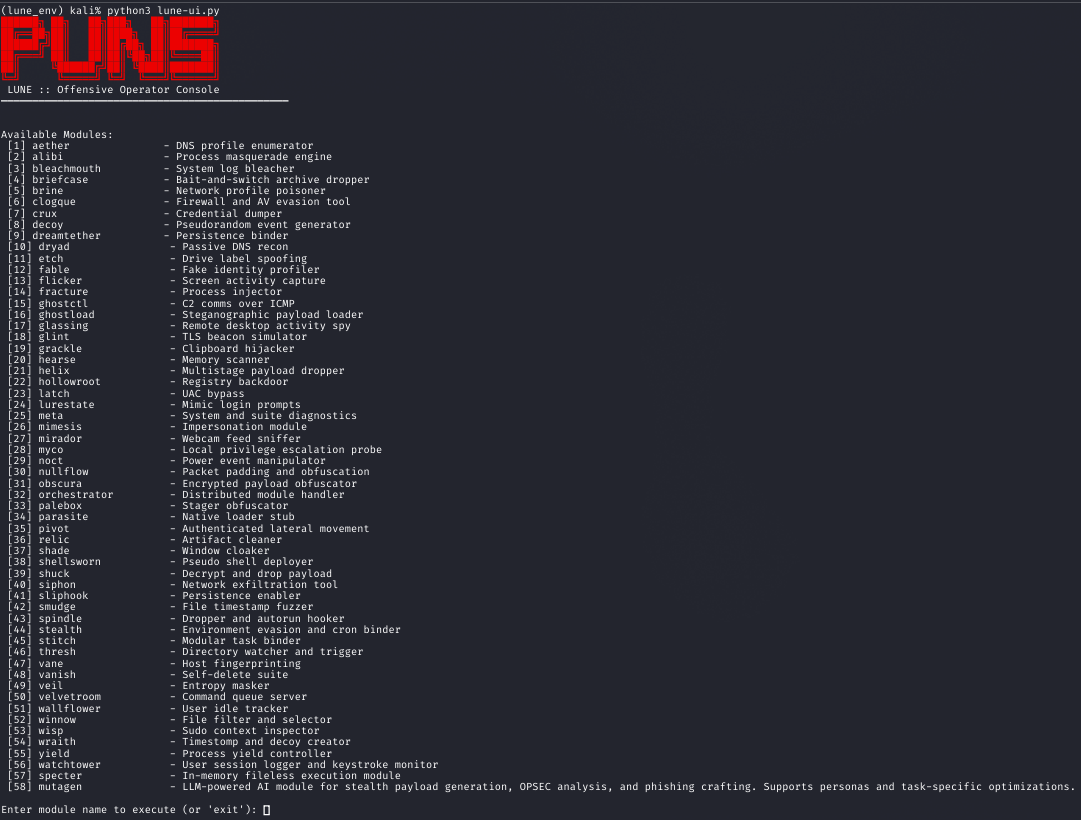 (lune_env) kali% python3 lune-ui.py
PUNS
LUNE :: Offensive Operator Console
Available Modules:
[1] aether - DNS profile enumerator
[2] alibi - Process masquerade engine
[3] bleachmouth - System log bleacher
[4] briefcase - Bait-and-switch archive dropper
[5] brine - Network profile poisoner
[6] clogque - Firewall and AV evasion tool
[7] crux - Credential dumper
[8] decoy - Pseudorandom event generator
[9] dreamtether - Persistence binder
[10] dryad - Passive DNS recon
[11] etch - Drive label spoofing
[12] fable - Fake identity profiler
[13] flicker - Screen activity capture
[14] fracture - Process injector
[15] ghostctl - C2 comms over ICMP
[16] ghostload - Steganographic payload loader
[17] glassing - Remote desktop activity spy
[18] glint - TLS beacon simulator
[19] grackle - Clipboard hijacker
[20] hearse - Memory scanner
[21] helix - Multistage payload dropper
[22] hollowroot - Registry backdoor
[23] latch - UAC bypass
[24] lurestate - Mimic login prompts
[25] meta - System and suite diagnostics
[26] mimesis - Impersonation module
[27] mirador - Webcam feed sniffer
[28] myco - Local privilege escalation probe
[29] noct - Power event manipulator
[30] nullflow - Packet padding and obfuscation
[31] obscura - Encrypted payload obfuscator
[32] orchestrator - Distributed module handler
[33] palebox - Stager obfuscator
[34] parasite - Native loader stub
[35] pivot - Authenticated lateral movement
[36] relic - Artifact cleaner
[37] shade - Window cloaker
[38] shellsworn - Pseudo shell deployer
[39] shuck - Decrypt and drop payload
[40] siphon - Network exfiltration tool
[41] sliphook - Persistence enabler
[42] smudge - File timestamp fuzzer
[43] spindle - Dropper and autorun hooker
[44] stealth - Environment evasion and cron binder
[45] stitch - Modular task binder
[46] thresh - Directory watcher and trigger
[47] vane - Host fingerprinting
[48] vanish - Self-delete suite
[49] veil - Entropy masker
[50] velvetroom - Command queue server
[51] wallflower - User idle tracker
[52] winnow - File filter and selector
[53] wisp - Sudo context inspector
[54] wraith - Timestomp and decoy creator
[55] yield - Process yield controller
[56] watchtower - User session logger and keystroke monitor
[57] specter - In-memory fileless execution module
[58] mutagen - LLM-powered AI module for stealth payload generation, OPSEC analysis, and phishing crafting. Supports personas and task-specific optimizations.
Enter module name to execute (or 'exit'):